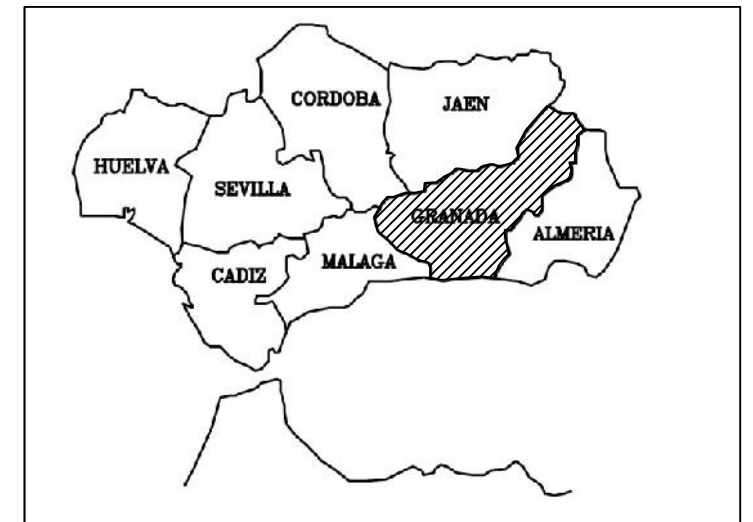 CORDOBA
JAEN
HUELVA
SEVILLA
GRANADA
ALMERIA
MALAGA
CADIZ